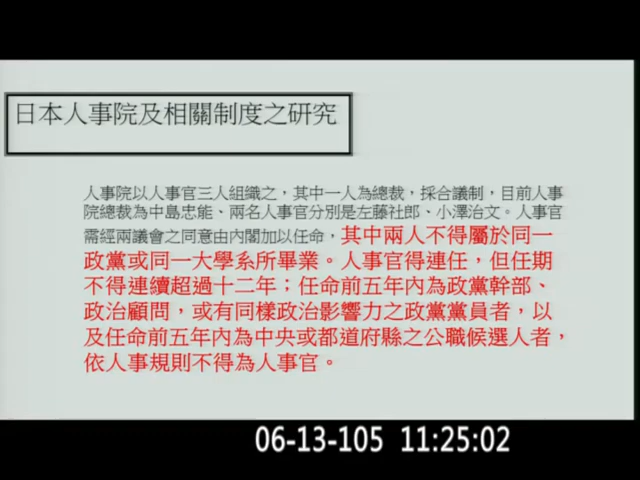 日本人事院及相關制度之研究
人事院以人事官三人組織之，其中一人為總裁，採合議制，目前人事
院總裁為中島忠能、兩名人事官分別是左藤社郎、小澤治文。人事官
需經兩議會之同意由內閣加以任命，其中兩人不得屬於同一
政黨或同一大學系所畢業。人事官得連任，但任期
不得連續超過十二年；任命前五年內為政黨幹部、
政治顧問，或有同樣政治影響力之政黨黨員者，以
及任命前五年內為中央或都道府縣之公職候選人者，
依人事規則不得為人事官。
06-13-105 11:25:02